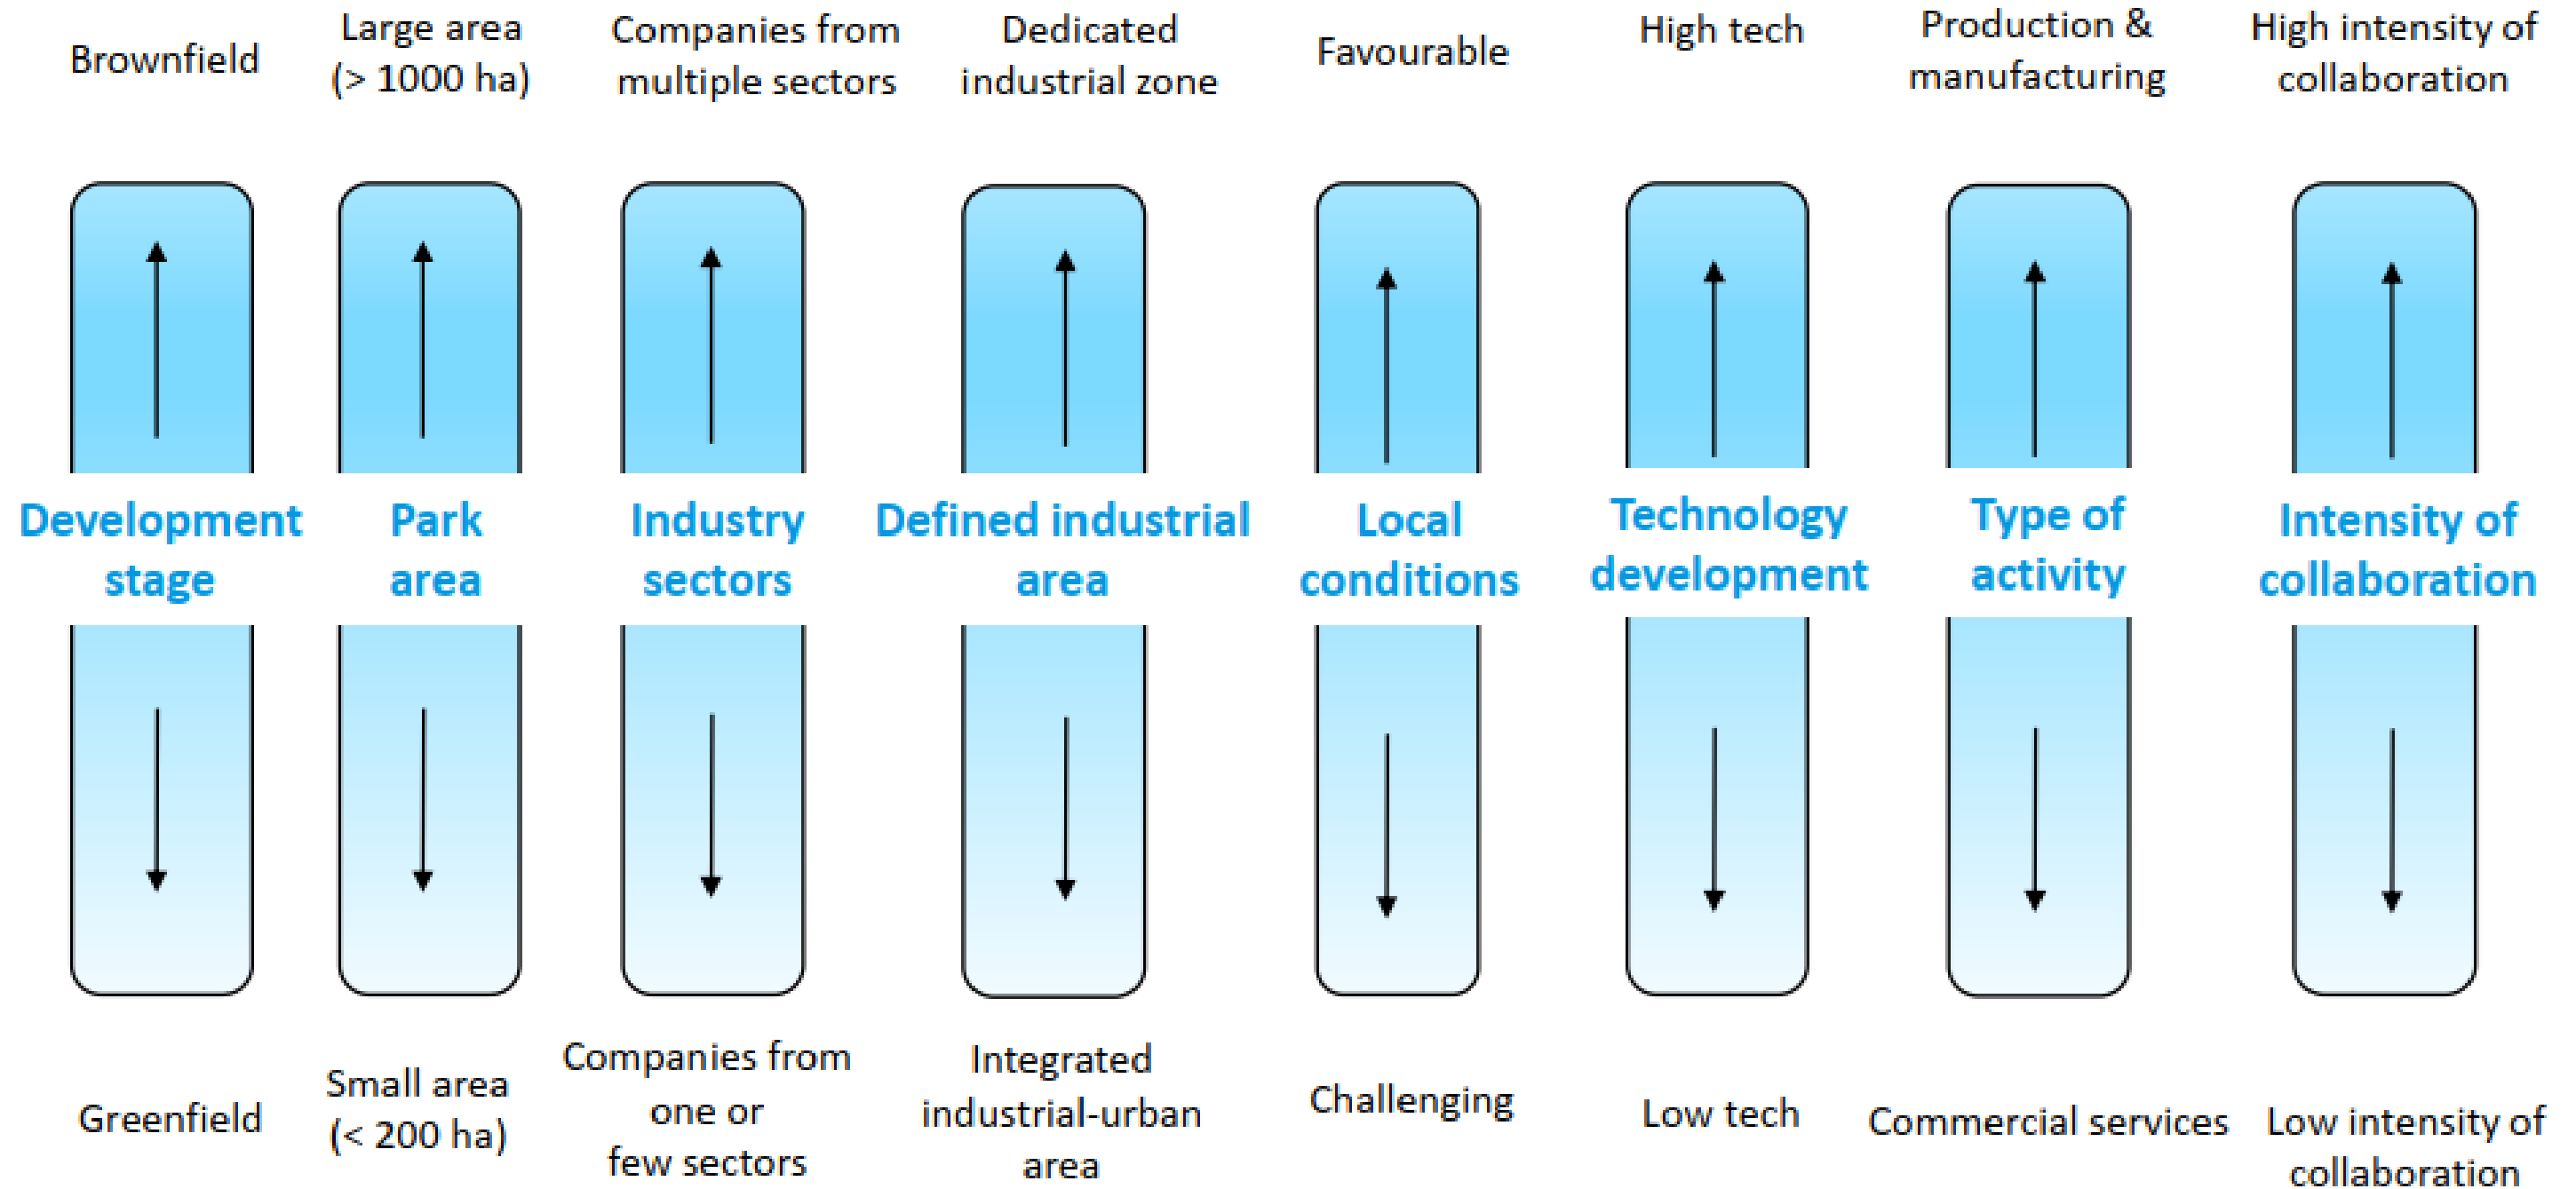 Brownfield
Large area
(> 1000 ha)
Companies from
multiple sectors
Dedicated
industrial zone
Favourable
High tech
Production &
manufacturing
High intensity of
collaboration
Development
stage
Park
area
Industry
sectors
Defined industrial
area
Local
conditions
Technology
development
Type of
activity
Intensity of
collaboration
Greenfield
Small area
(< 200 ha)
Companies from
one or
few sectors
Integrated
industrial-urban
area
Challenging
Low tech
Commercial services
Low intensity of
collaboration